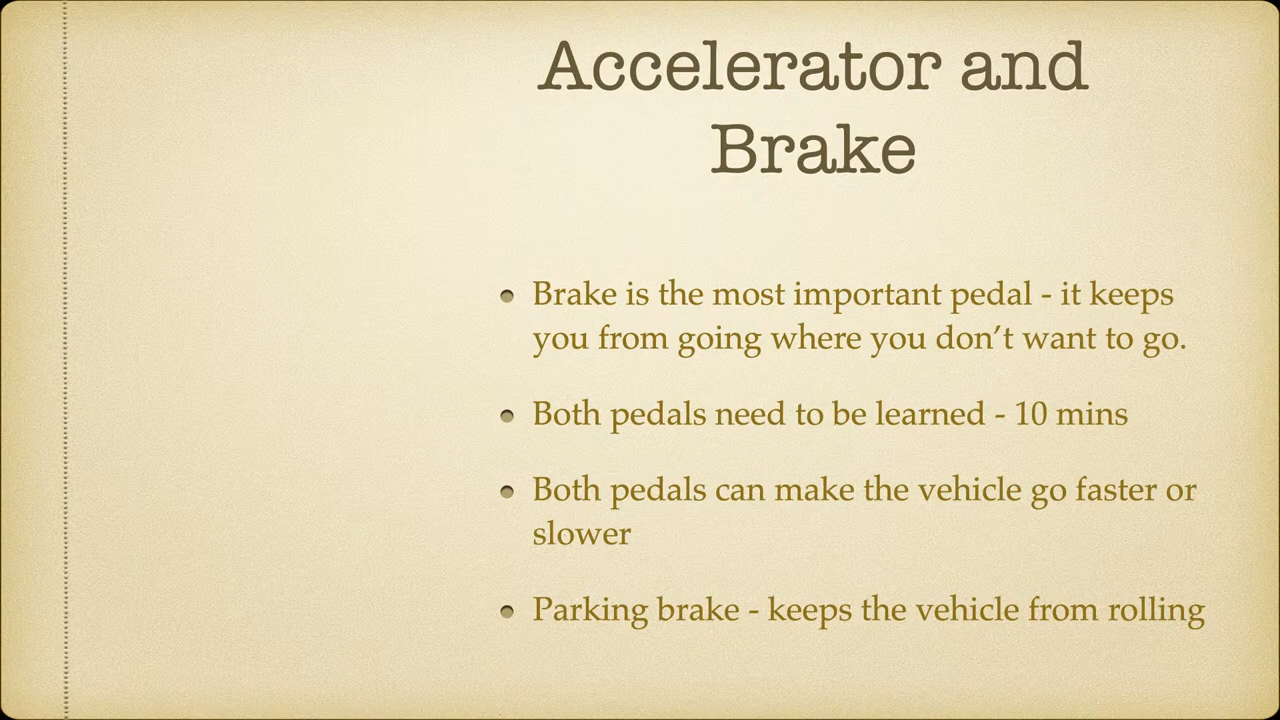 Accelerator and
Brake
Brake is the most important pedal - it keeps
you from going where you don’t want to go.
Both pedals need to be learned - 10 mins
Both pedals can make the vehicle go faster or
slower
Parking brake - keeps the vehicle from rolling